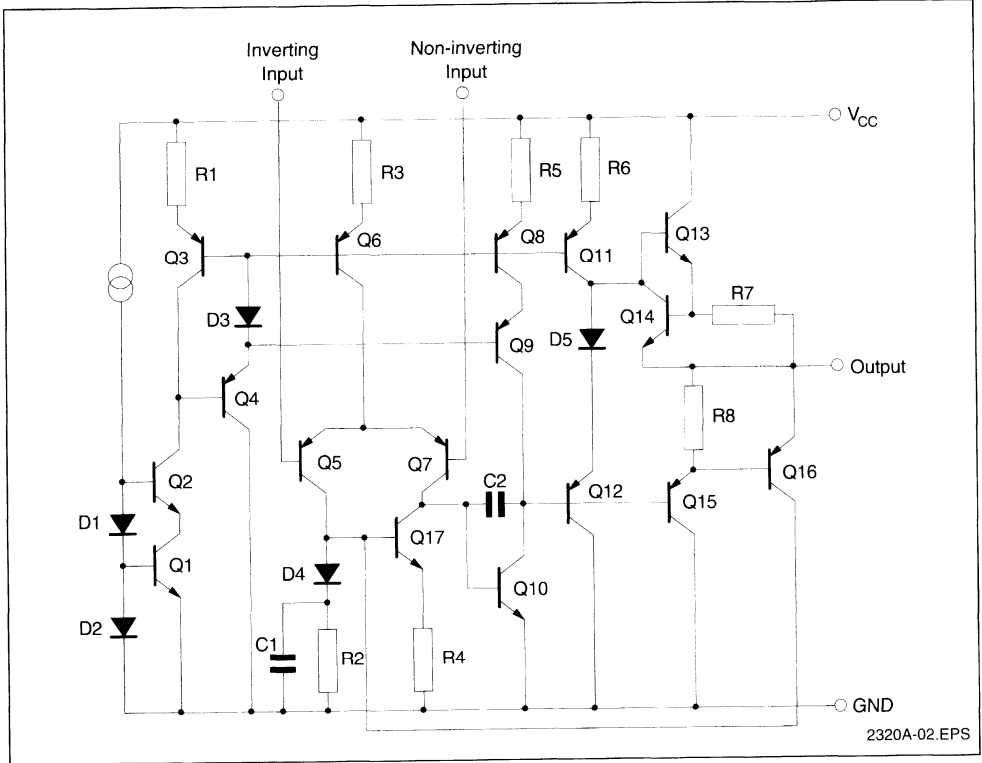 Inverting
Input
Non-inverting
Input
V_CC
R1
R3
R5
R6
Q3
Q6
Q8
Q11
Q13
D3
Q14
R7
D5
Q9
Output
Q4
R8
Q5
Q7
C2
Q16
Q2
Q12
Q15
D1
Q17
Q1
D4
Q10
D2
C1
R2
R4
GND
2320A-02.EPS